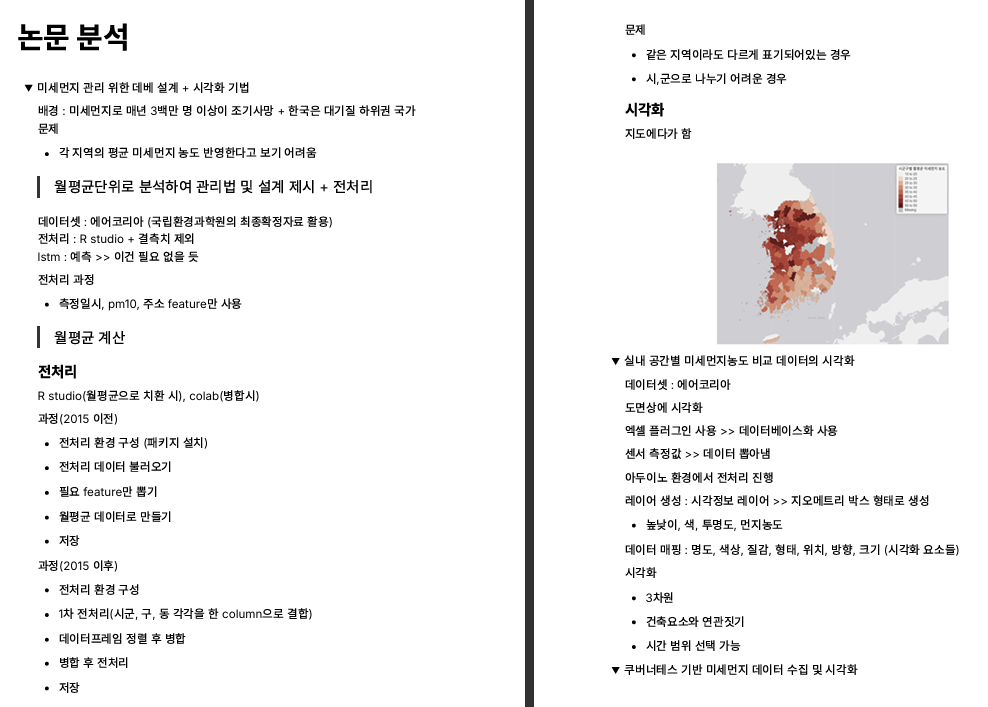 논문 분석
▼ 미세먼지 관리 위한 데베 설계 + 시각화 기법
배경 : 미세먼지로 매년 3백만 명 이상이 조기사망 + 한국은 대기질 하위권 국가
문제
• 각 지역의 평균 미세먼지 농도 반영한다고 보기 어려움
월평균단위로 분석하여 관리법 및 설계 제시 + 전처리
데이터셋 : 에어코리아 (국립환경과학원의 최종확정자료 활용)
전처리 : R studio + 결측치 제외
lstm : 예측 >> 이건 필요 없을 듯
전처리 과정
• 측정일시, pm10, 주소 feature만 사용
월평균 계산
전처리
R studio(월평균으로 치환 시), colab(병합시)
과정(2015 이전)
• 전처리 환경 구성 (패키지 설치)
• 전처리 데이터 불러오기
• 필요 feature만 뽑기
• 월평균 데이터로 만들기
• 저장
과정(2015 이후)
• 전처리 환경 구성
• 1차 전처리(시군, 구, 동 각각을 한 column으로 결합)
• 데이터프레임 정렬 후 병합
• 병합 후 전처리
• 저장
문제
• 같은 지역이라도 다르게 표기되어있는 경우
• 시,군으로 나누기 어려운 경우
시각화
지도에다가 함
▼ 실내 공간별 미세먼지농도 비교 데이터의 시각화
데이터셋 : 에어코리아
도면상에 시각화
엑셀 플러그인 사용 >> 데이터베이스화 사용
센서 측정값 >> 데이터 뽑아냄
아두이노 환경에서 전처리 진행
레이어 생성 : 시각정보 레이어 >> 지오메트리 박스 형태로 생성
• 높낮이, 색, 투명도, 먼지농도
데이터 매핑 : 명도, 색상, 질감, 형태, 위치, 방향, 크기 (시각화 요소들)
시각화
• 3차원
• 건축요소와 연관짓기
• 시간 범위 선택 가능
▼ 쿠버너테스 기반 미세먼지 데이터 수집 및 시각화